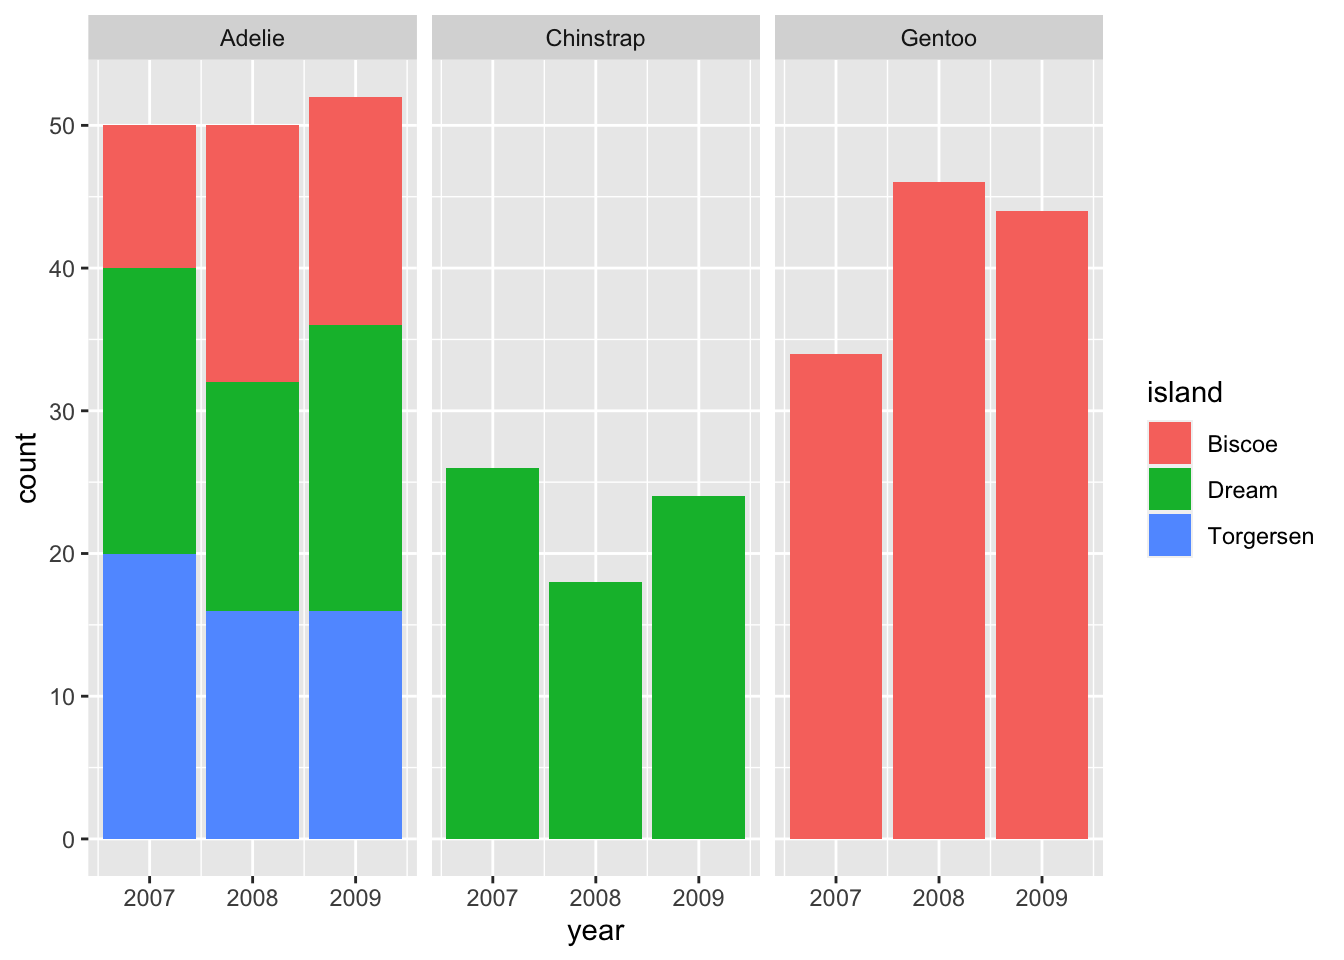 Adelie Chinstrap Gentoo
50
40
30
20
10
0
count
2007 2008 2009 2007 2008 2009 2007 2008 2009
year
island
Biscoe
Dream
Torgersen